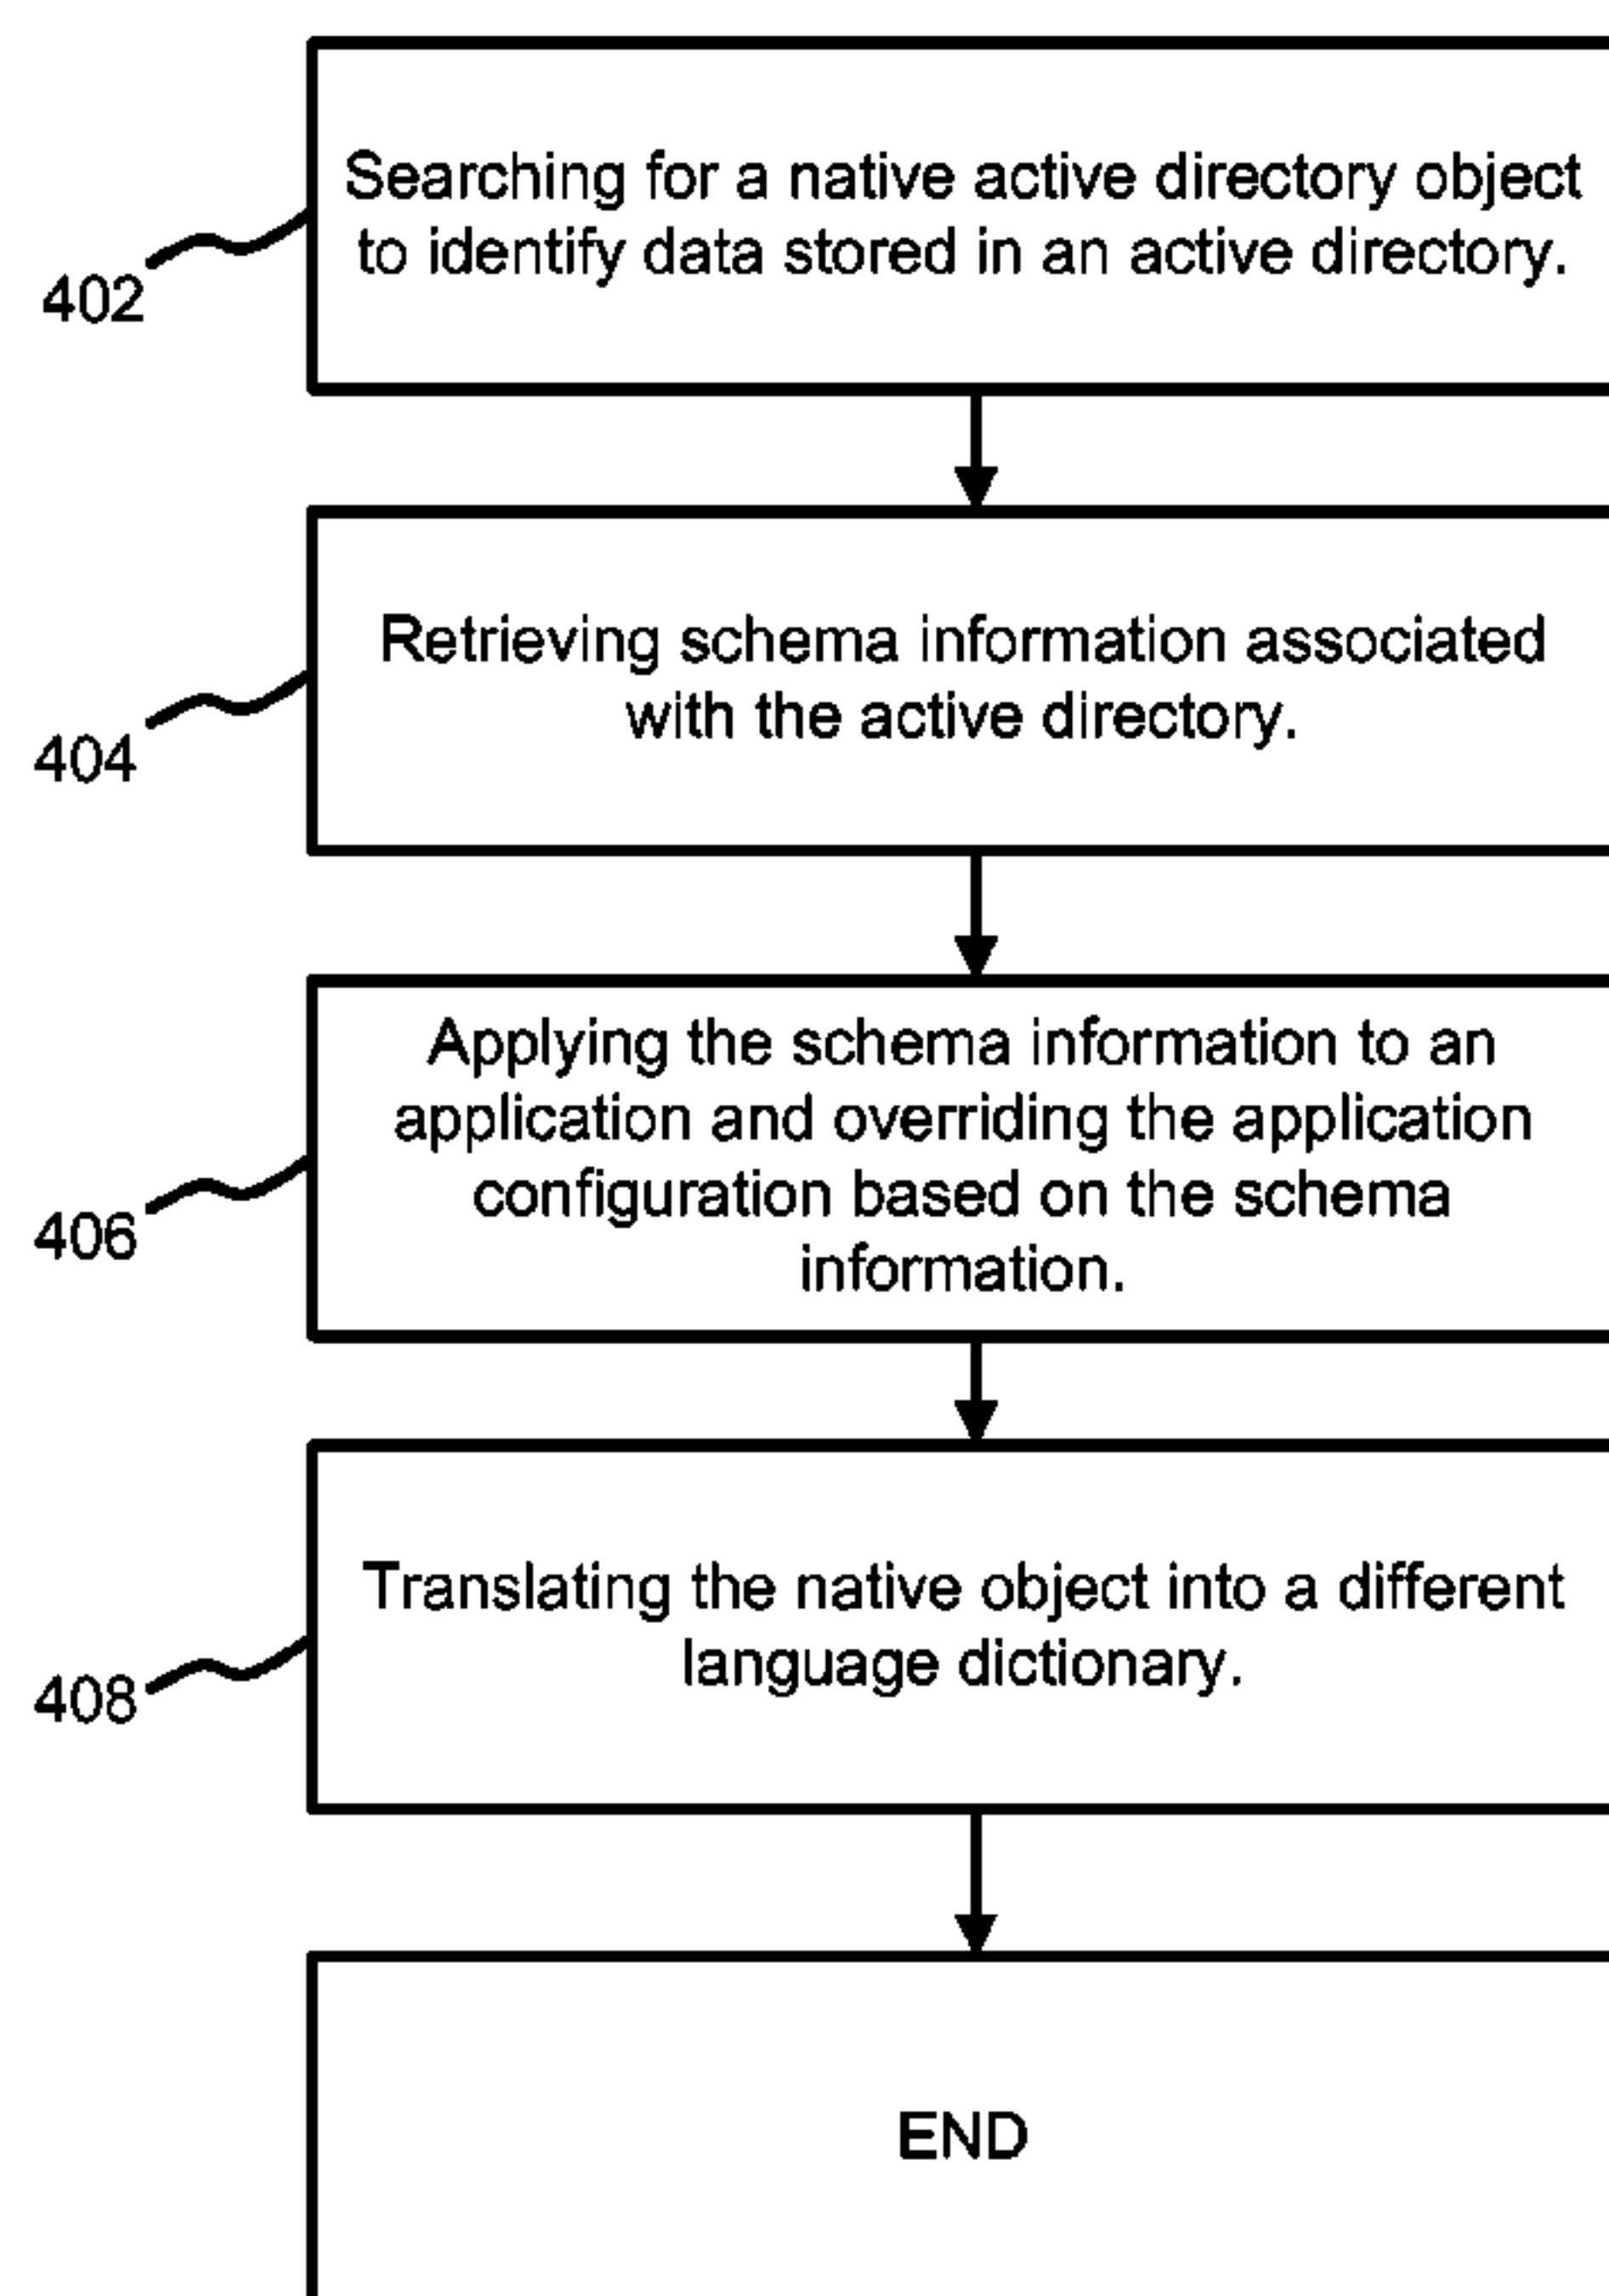 Searching for a native active directory object
to identify data stored in an active directory.
402
Retrieving schema information associated
with the active directory.
404
Applying the schema information to an
application and overriding the application
configuration based on the schema
information.
406
Translating the native object into a different
language dictionary.
408
END